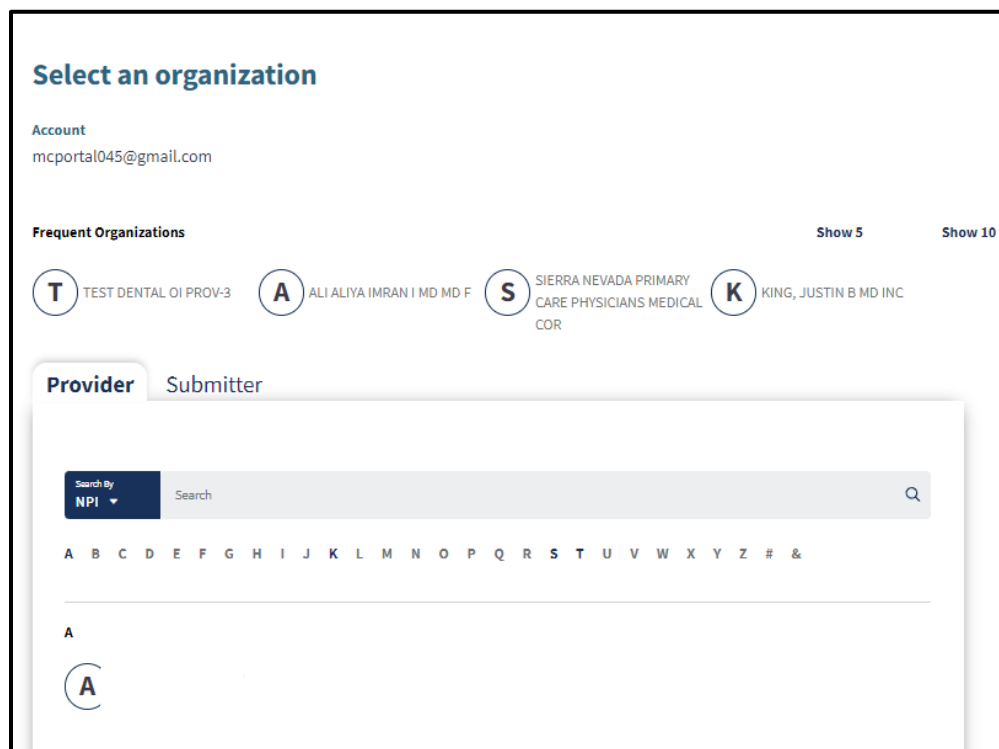 Select an organization
Account
mcportal045@gmail.com
Frequent Organizations Show 5 Show 10
T TEST DENTAL OI PROV-3 A ALI ALIYA IMRAN I MD MD F S SIERRA NEVADA PRIMARY CARE PHYSICIANS MEDICAL COR K KING, JUSTIN B MD INC
Provider Submitter
Search By
NPI Search
A B C D E F G H I J K L M N O P Q R S T U V W X Y Z # &
A
A